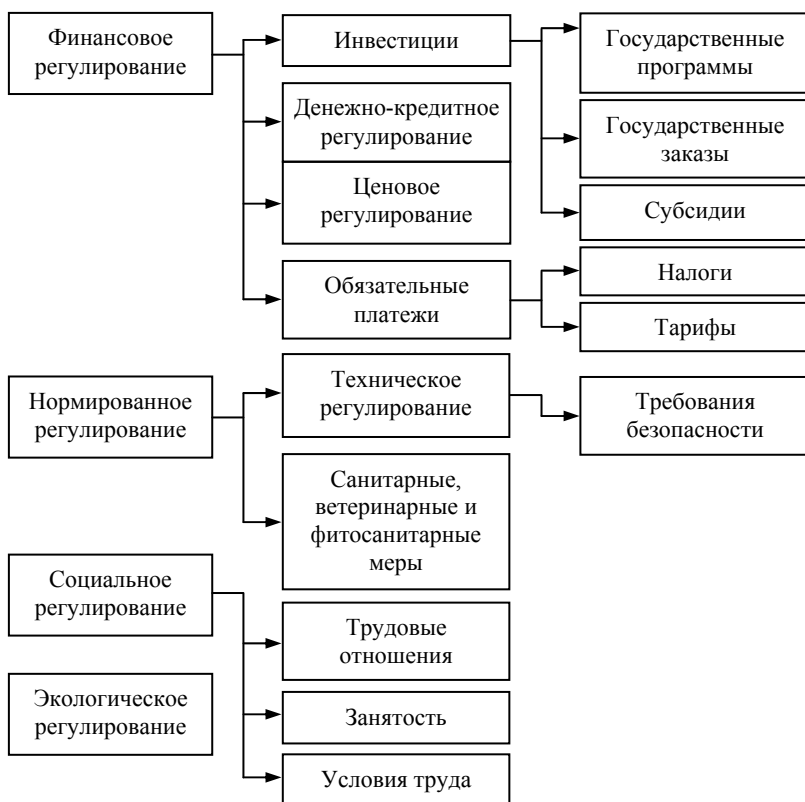 Финансовое
регулирование
Инвестиции
Государственные
программы
Денежно-кредитное
регулирование
Государственные
заказы
Ценовое
регулирование
Субсидии
Обязательные
платежи
Налоги
Тарифы
Нормированное
регулирование
Техническое
регулирование
Требования
безопасности
Санитарные,
ветеринарные и
фитосанитарные
меры
Социальное
регулирование
Трудовые
отношения
Экологическое
регулирование
Занятость
Условия труда